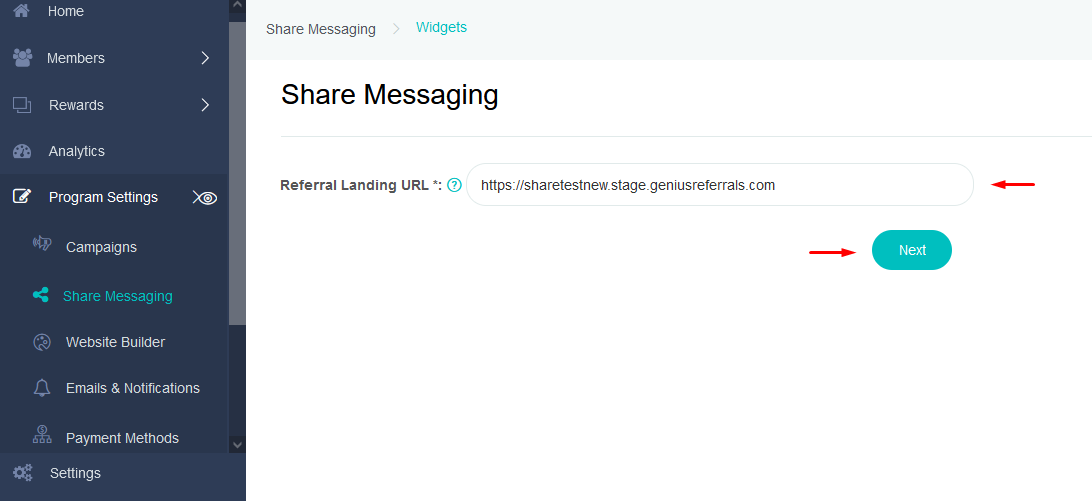 Home
Members
Rewards
Analytics
Program Settings
Campaigns
Share Messaging
Website Builder
Emails & Notifications
Payment Methods
Settings
Share Messaging > Widgets
Share Messaging
Referral Landing URL *: ? https://sharetestnew.stage.geniusreferrals.com
Next